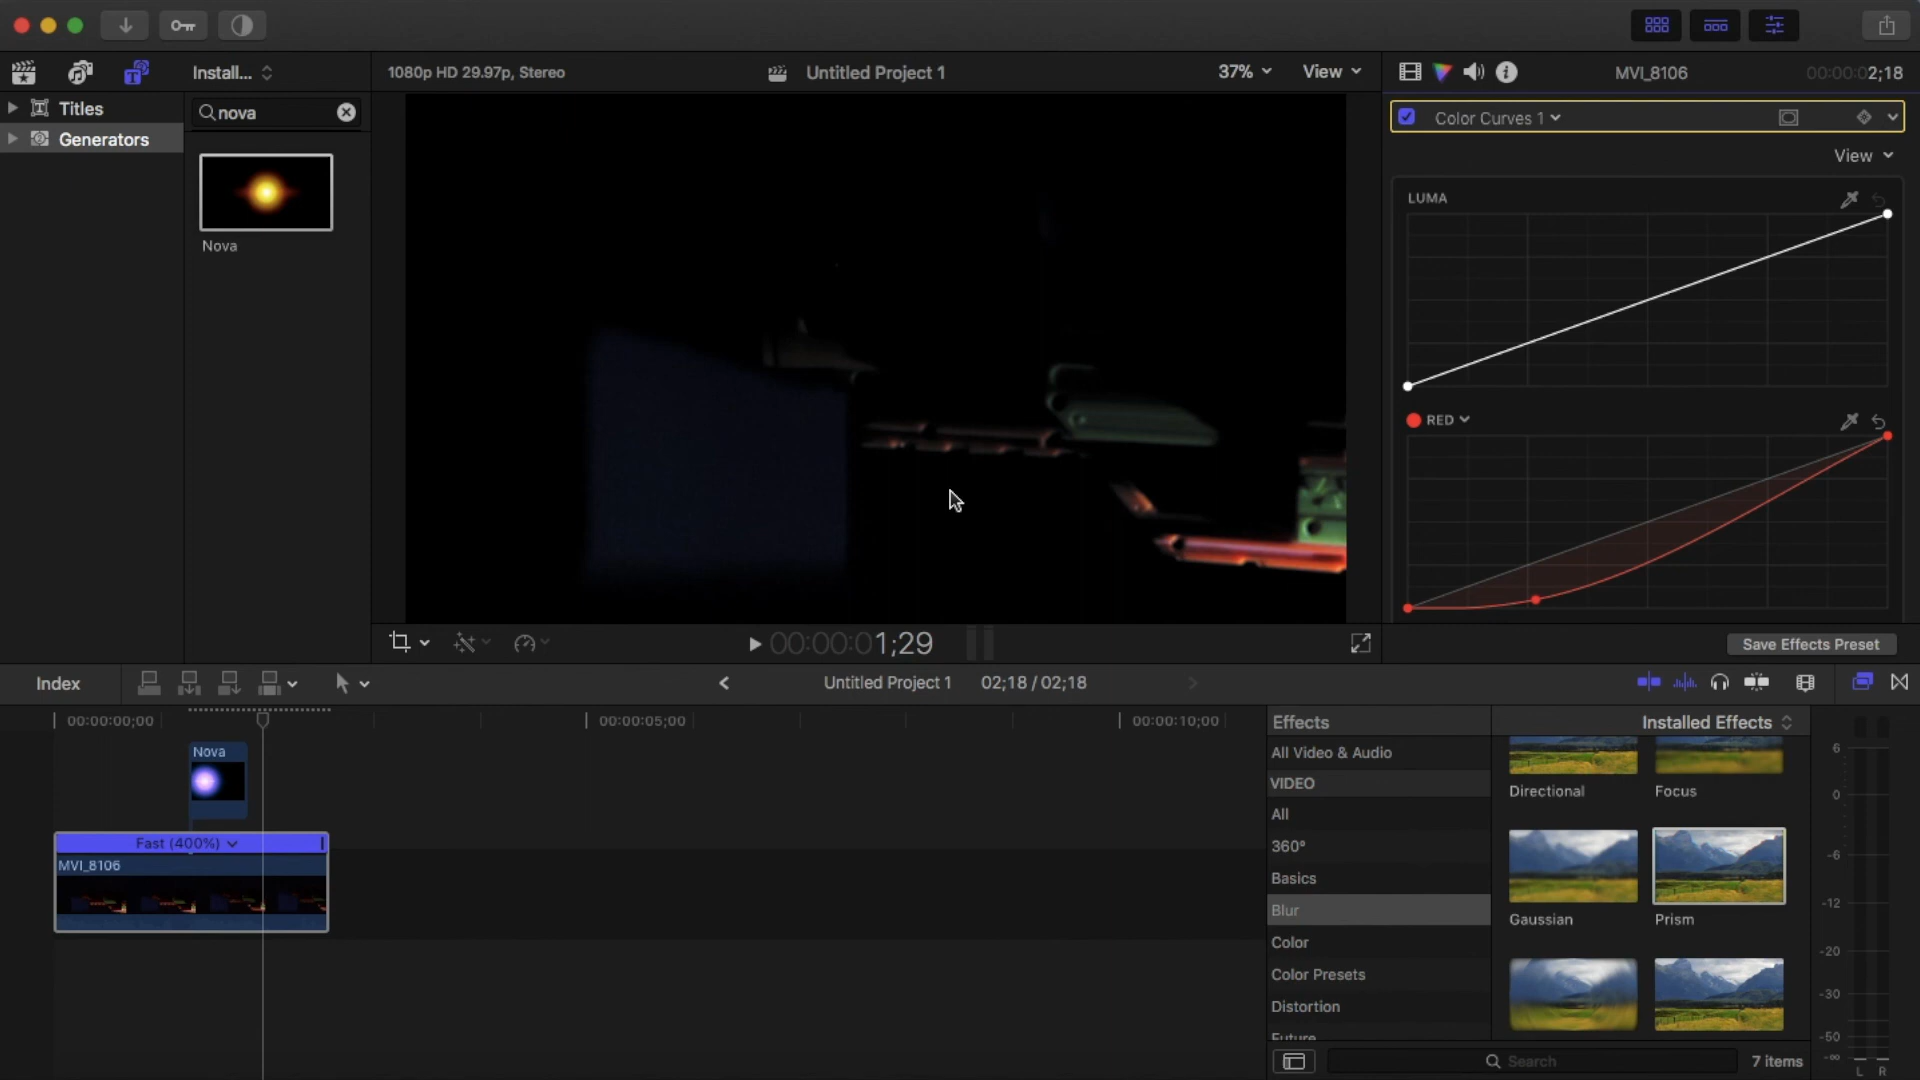 Install...
1080p HD 29.97p, Stereo
Untitled Project 1
37%
View
MVI_8106
00:00:02;18
Titles
nova
Generators
Nova
Color Curves 1
View
LUMA
RED
00:00:01;29
Save Effects Preset
Index
Untitled Project 1
02;18 / 02;18
00:00:00;00
00:00:05;00
00:00:10;00
Nova
Fast (400%)
MVI_8106
Effects
Installed Effects
All Video & Audio
VIDEO
All
360°
Basics
Blur
Color
Color Presets
Distortion
Future
Directional
Focus
Gaussian
Prism
Search
7 items
6
0
-6
-12
-20
-30
-50
-∞
L R